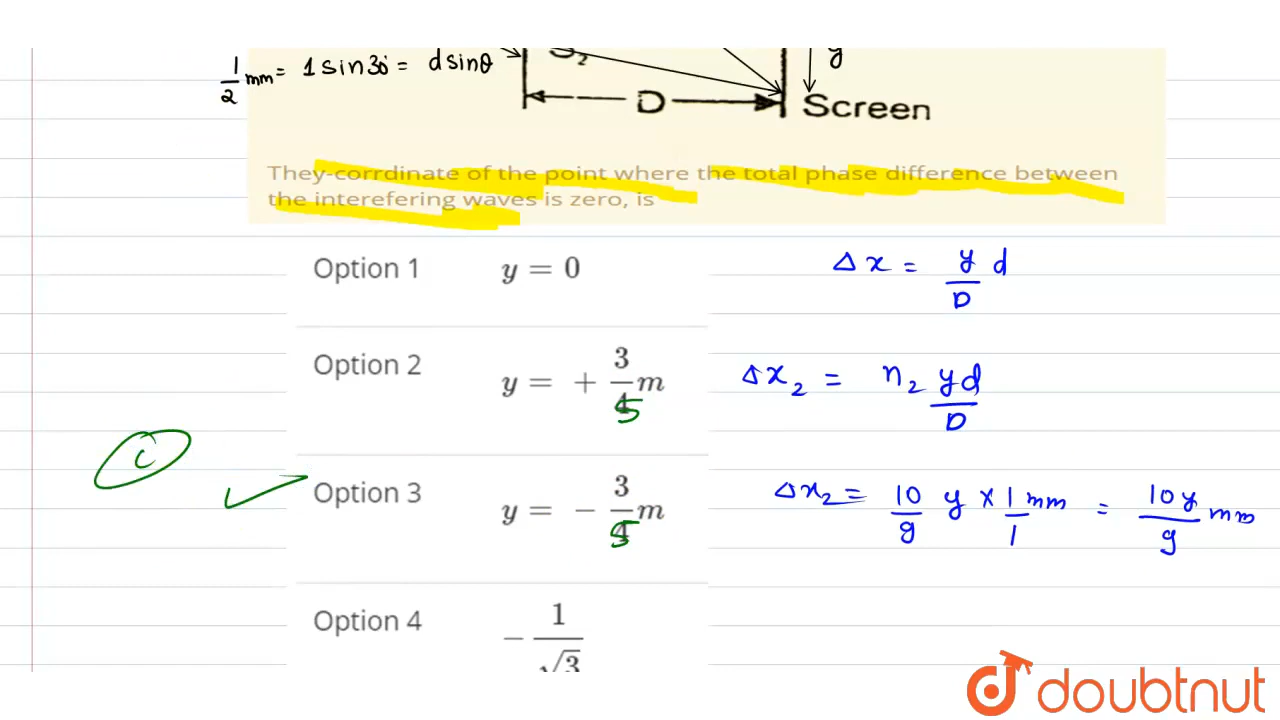 1/2 mm = 1 sin 30° = d sinθ
S₂
y
D
Screen
They-corrdinate of the point where the total phase difference between
the interefering waves is zero, is
Option 1 y = 0
Δx = y/D d
Option 2 y = + 3/4 m
5
Δx₂ = n₂ yd/D
C
Option 3 y = − 3/4 m
5
Δx₂ = 10/9 y × 1/1 mm = 10y/9 mm
Option 4 − 1/√3
doubtnut